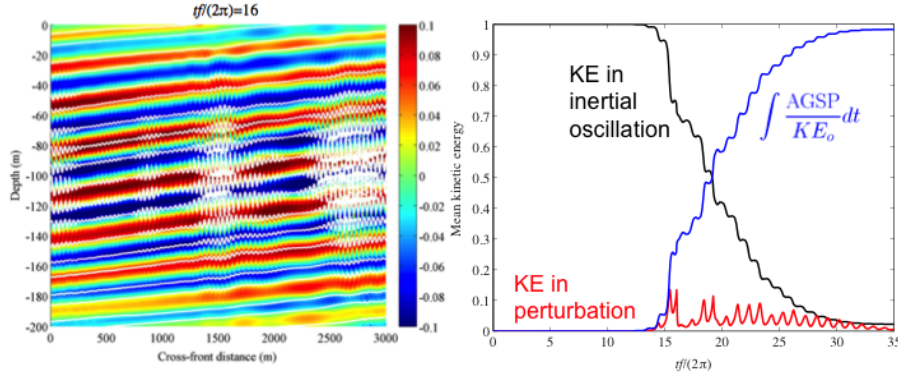 tf/(2π)=16
0
-20
-40
-60
-80
-100
-120
-140
-160
-180
-200
Depth (m)
0 500 1000 1500 2000 2500 3000
Cross-front distance (m)
0.1
0.08
0.06
0.04
0.02
0
-0.02
-0.04
-0.06
-0.08
-0.1
1
0.9
0.8
0.7
0.6
0.5
0.4
0.3
0.2
0.1
0
Mean kinetic energy
KE in
inertial
oscillation
∫ AGSP/KE_o dt
KE in
perturbation
0 5 10 15 20 25 30 35
tf/(2π)